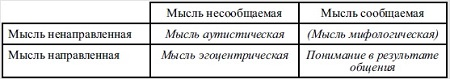 Мысль несообщаемая Мысль сообщаемая
Мысль ненаправленная Мысль аутистическая (Мысль мифологическая)
Мысль направленная Мысль эгоцентрическая Понимание в результате
общения